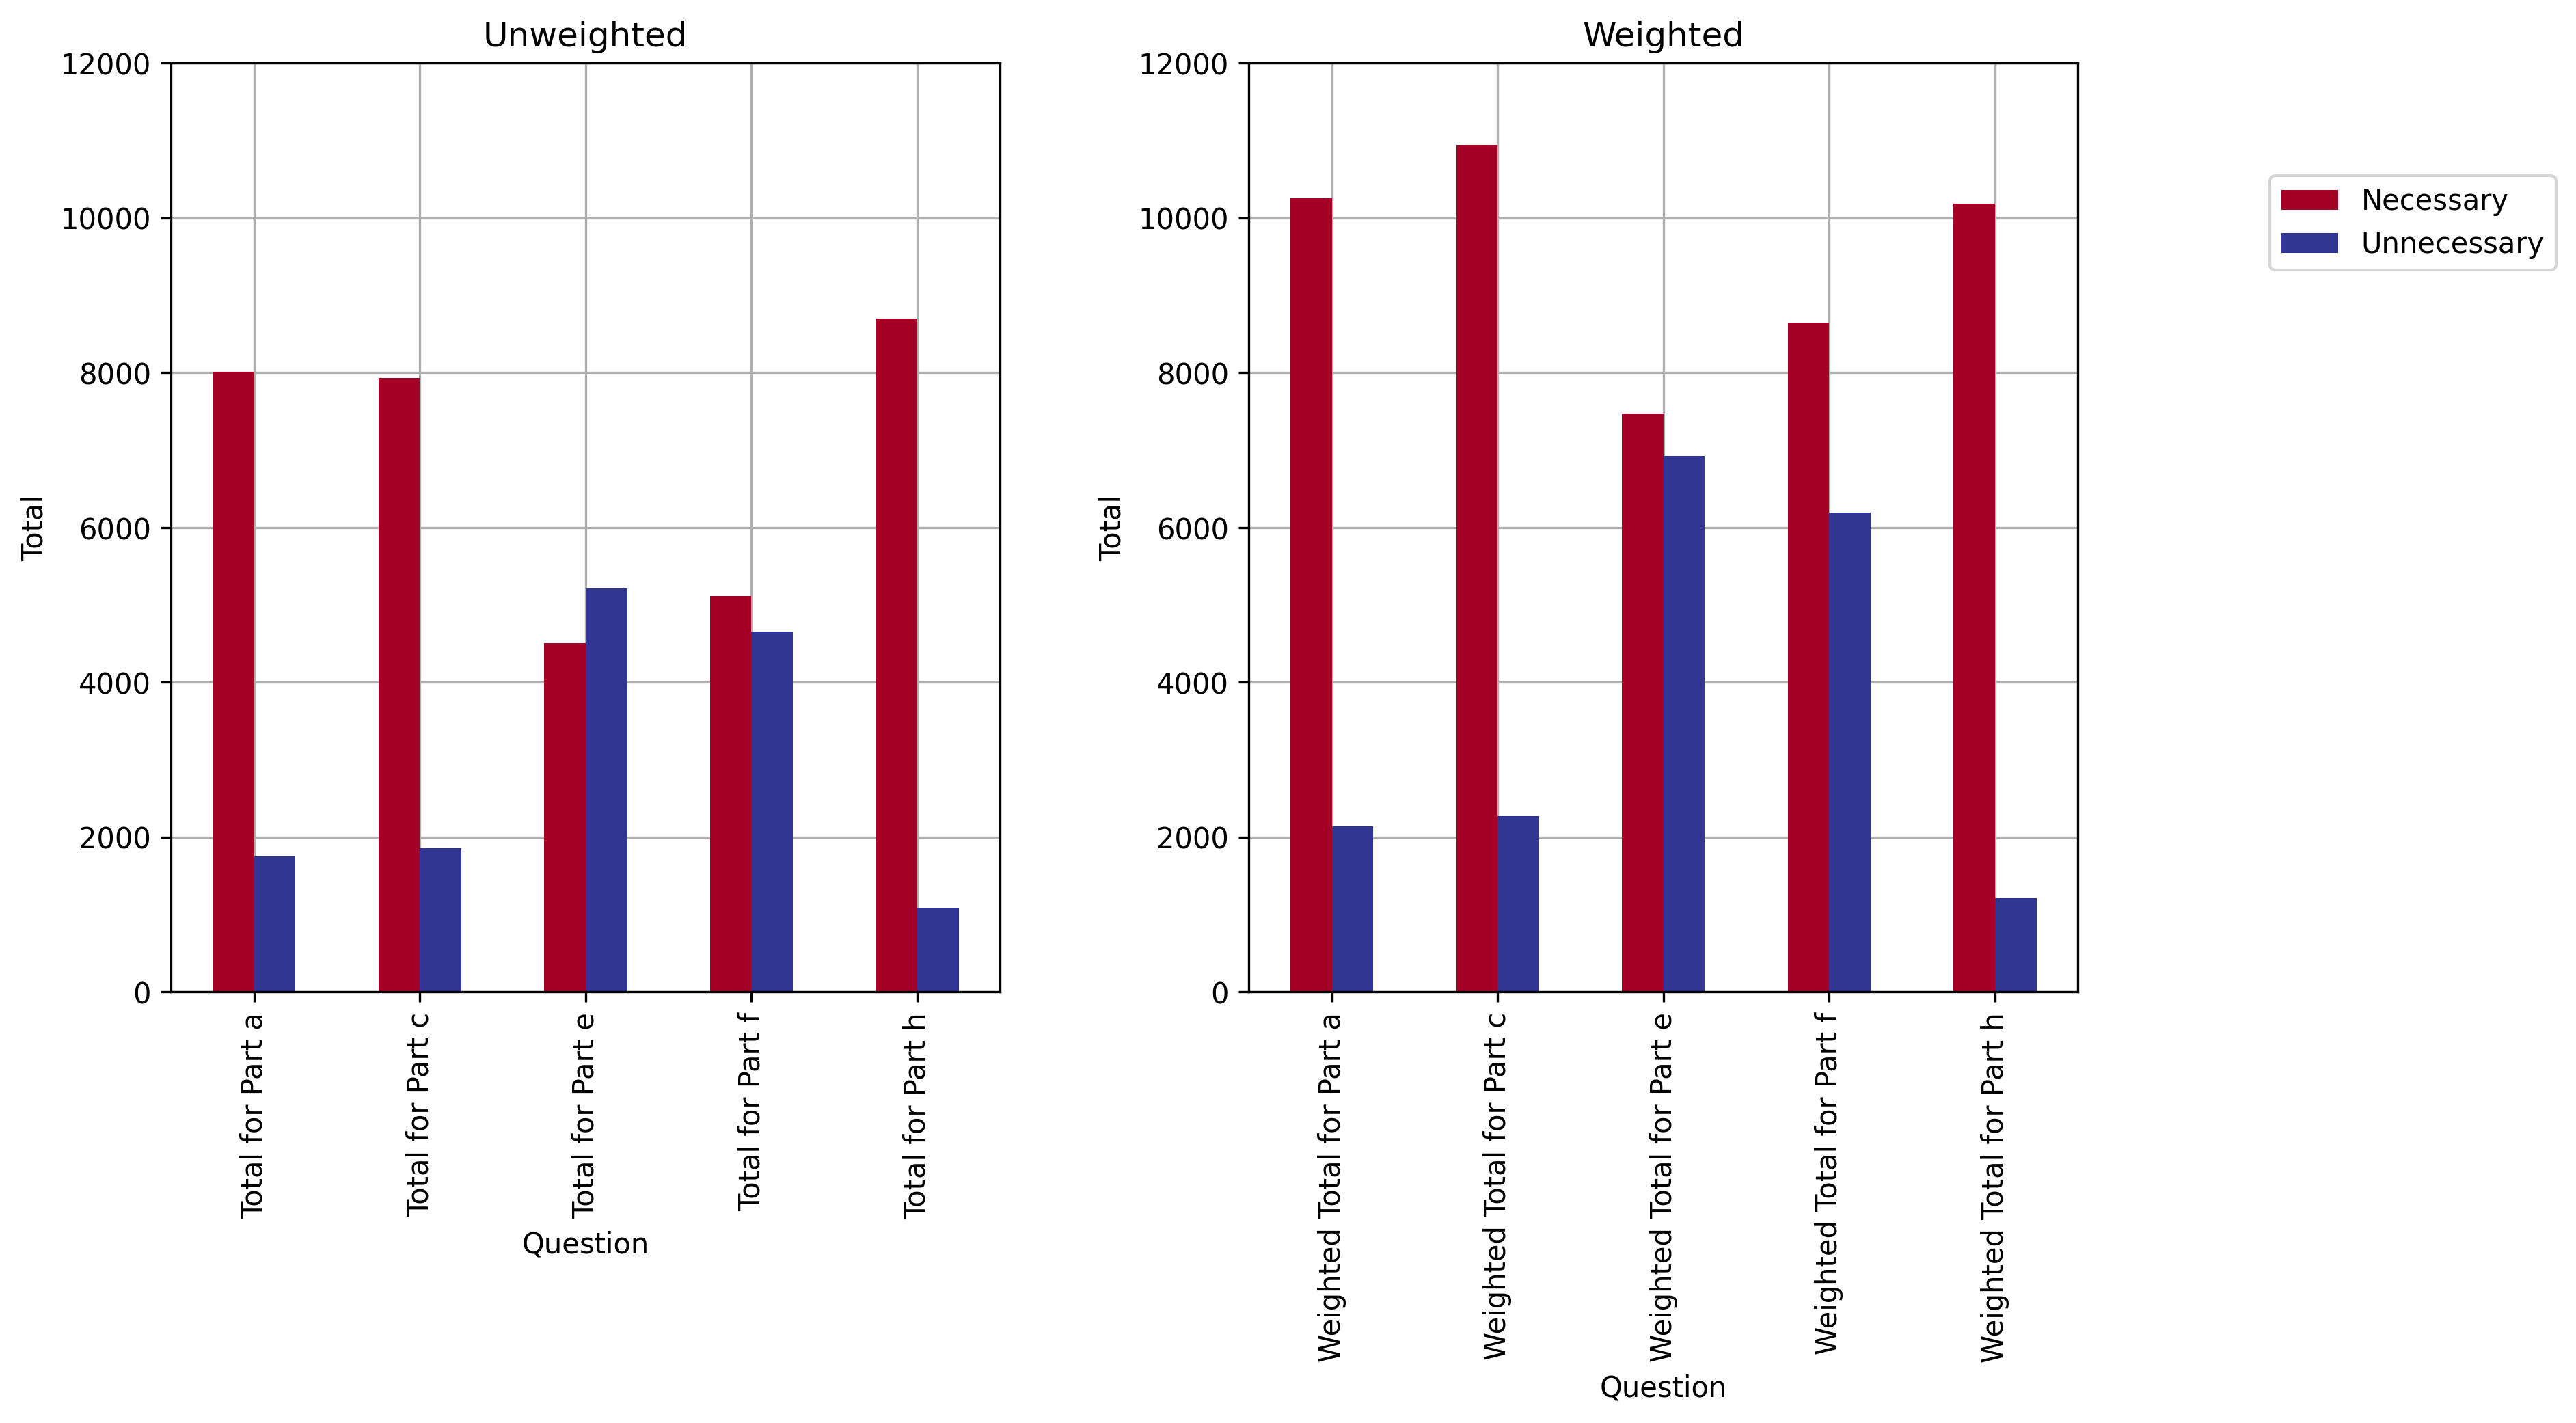 Unweighted
12000
10000
8000
6000
4000
2000
0
Total
Total for Part a
Total for Part c
Total for Part e
Total for Part f
Total for Part h
Question
Weighted
12000
10000
8000
6000
4000
2000
0
Total
Weighted Total for Part a
Weighted Total for Part c
Weighted Total for Part e
Weighted Total for Part f
Weighted Total for Part h
Question
Necessary
Unnecessary